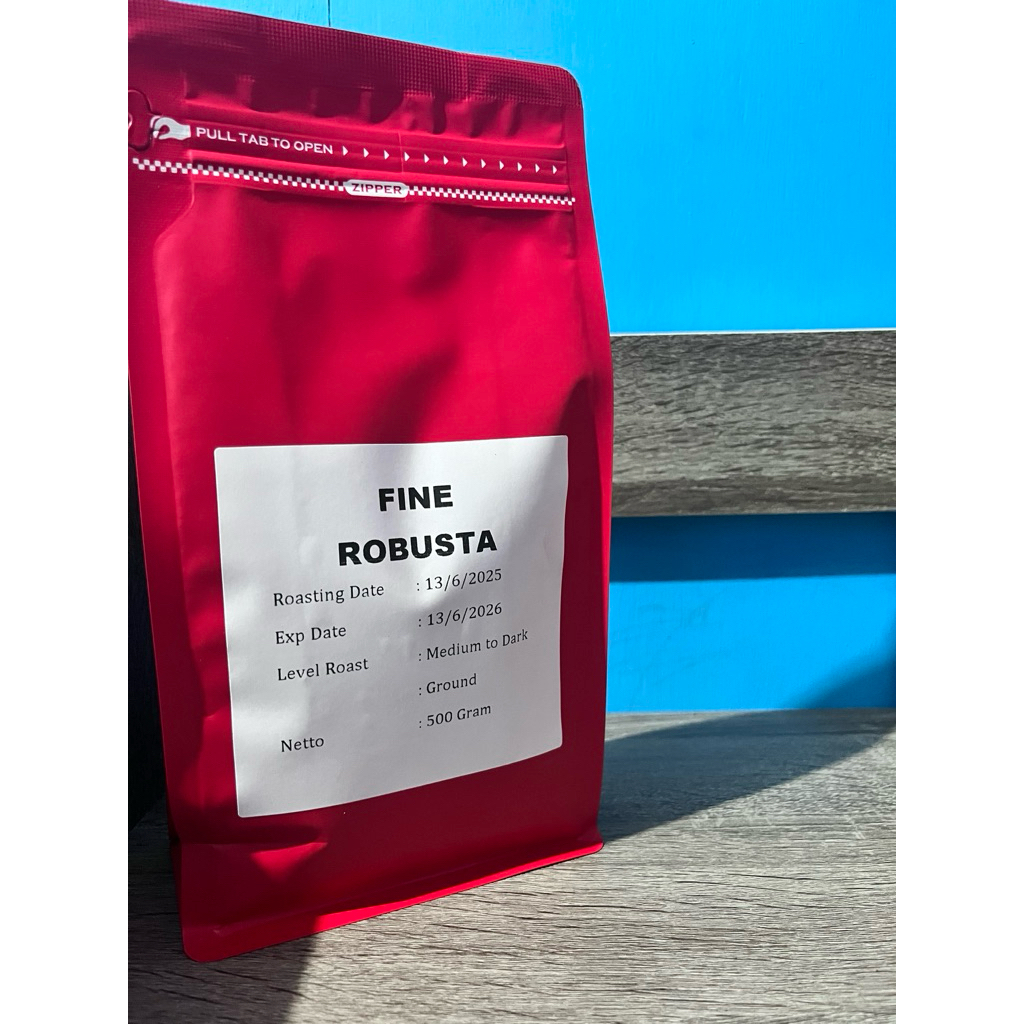 PULL TAB TO OPEN
ZIPPER
FINE
ROBUSTA
Roasting Date : 13/6/2025
Exp Date : 13/6/2026
Level Roast : Medium to Dark
: Ground
Netto : 500 Gram